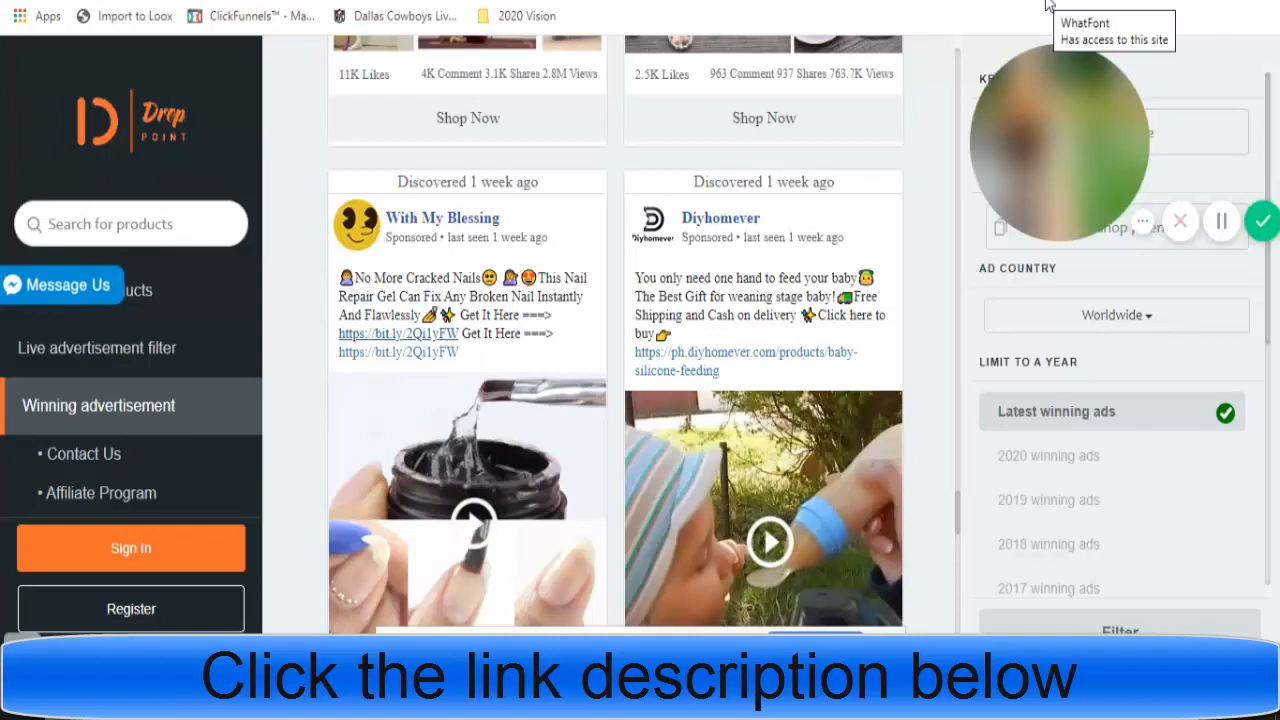 Apps
Import to Loox
ClickFunnels™ - Ma...
Dallas Cowboys Liv...
2020 Vision
WhatFont
Has access to this site
Drop
POINT
Search for products
Message Us
ucts
Live advertisement filter
Winning advertisement
• Contact Us
• Affiliate Program
Sign In
Register
11K Likes
4K Comment 3.1K Shares 2.8M Views
Shop Now
Discovered 1 week ago
With My Blessing
Sponsored • last seen 1 week ago
🤷‍♀️No More Cracked Nails🥺 💁‍♀️🤩This Nail
Repair Gel Can Fix Any Broken Nail Instantly
And Flawlessly💅✨ Get It Here ===>
https://bit.ly/2Qi1yFW Get It Here ===>
https://bit.ly/2Qi1yFW
2.5K Likes
963 Comment 937 Shares 763.7K Views
Shop Now
Discovered 1 week ago
Diyhomever
Diyhomever
Sponsored • last seen 1 week ago
You only need one hand to feed your baby👼
The Best Gift for weaning stage baby!🚚Free
Shipping and Cash on delivery ✨Click here to
buy👉
https://ph.diyhomever.com/products/baby-
silicone-feeding
AD COUNTRY
Worldwide
LIMIT TO A YEAR
Latest winning ads
2020 winning ads
2019 winning ads
2018 winning ads
2017 winning ads
Filter
Click the link description below